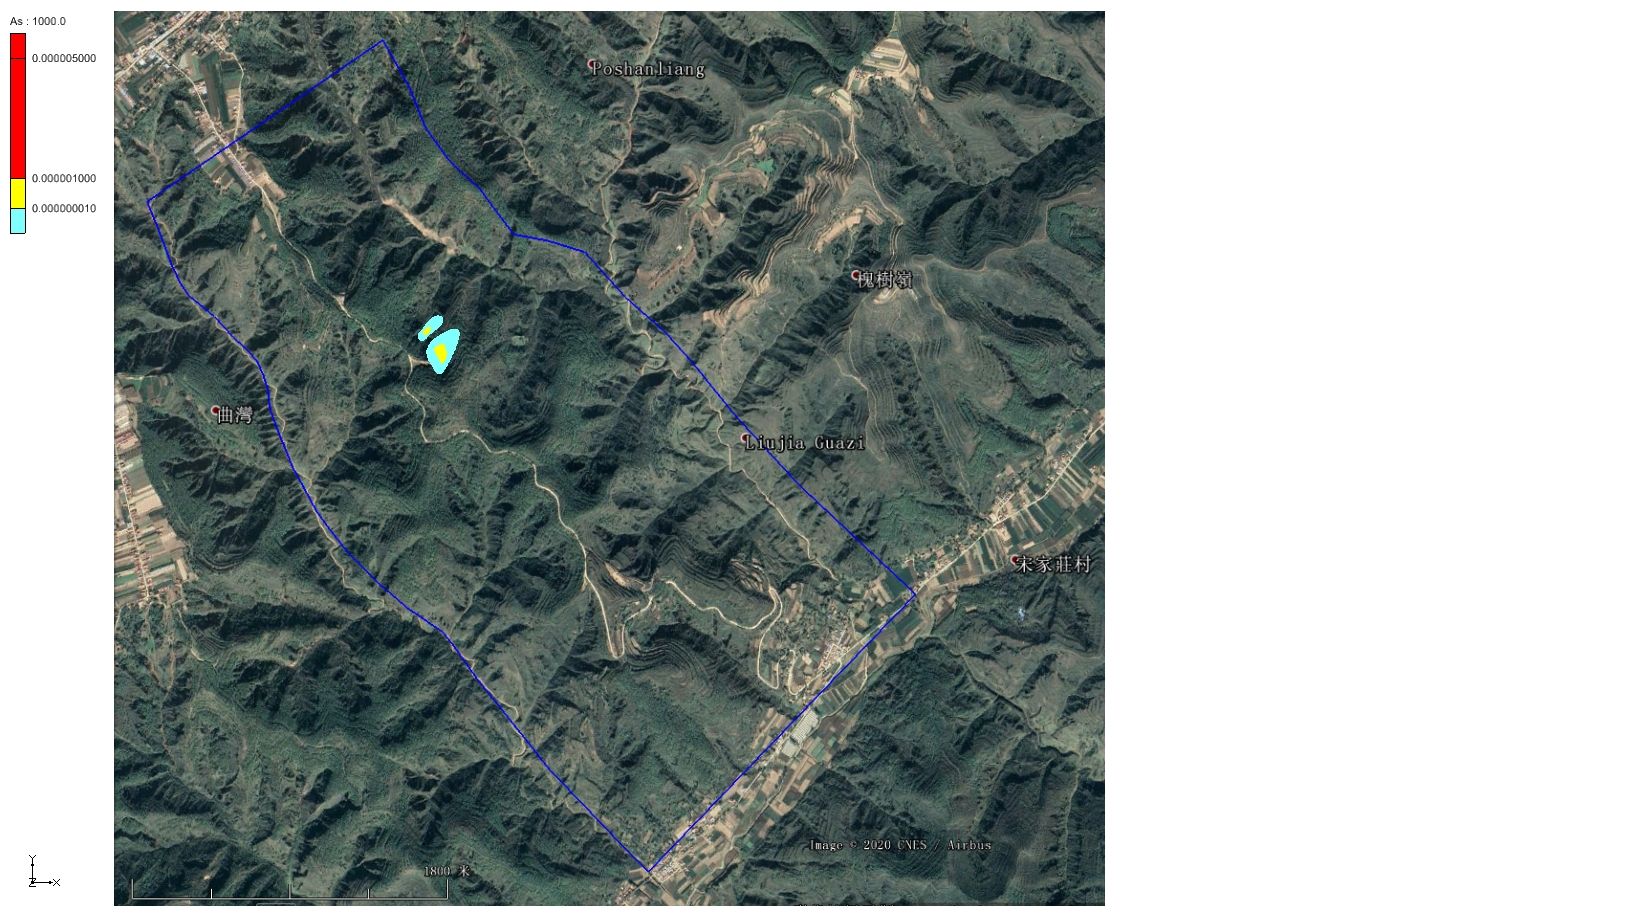 As : 1000.0
0.000005000
0.000001000
0.000000010
Poshanliang
槐樹嶺
曲灣
Liujia Guazi
宋家莊村
Image © 2020 CNES / Airbus
1800 米
Y
Z
X